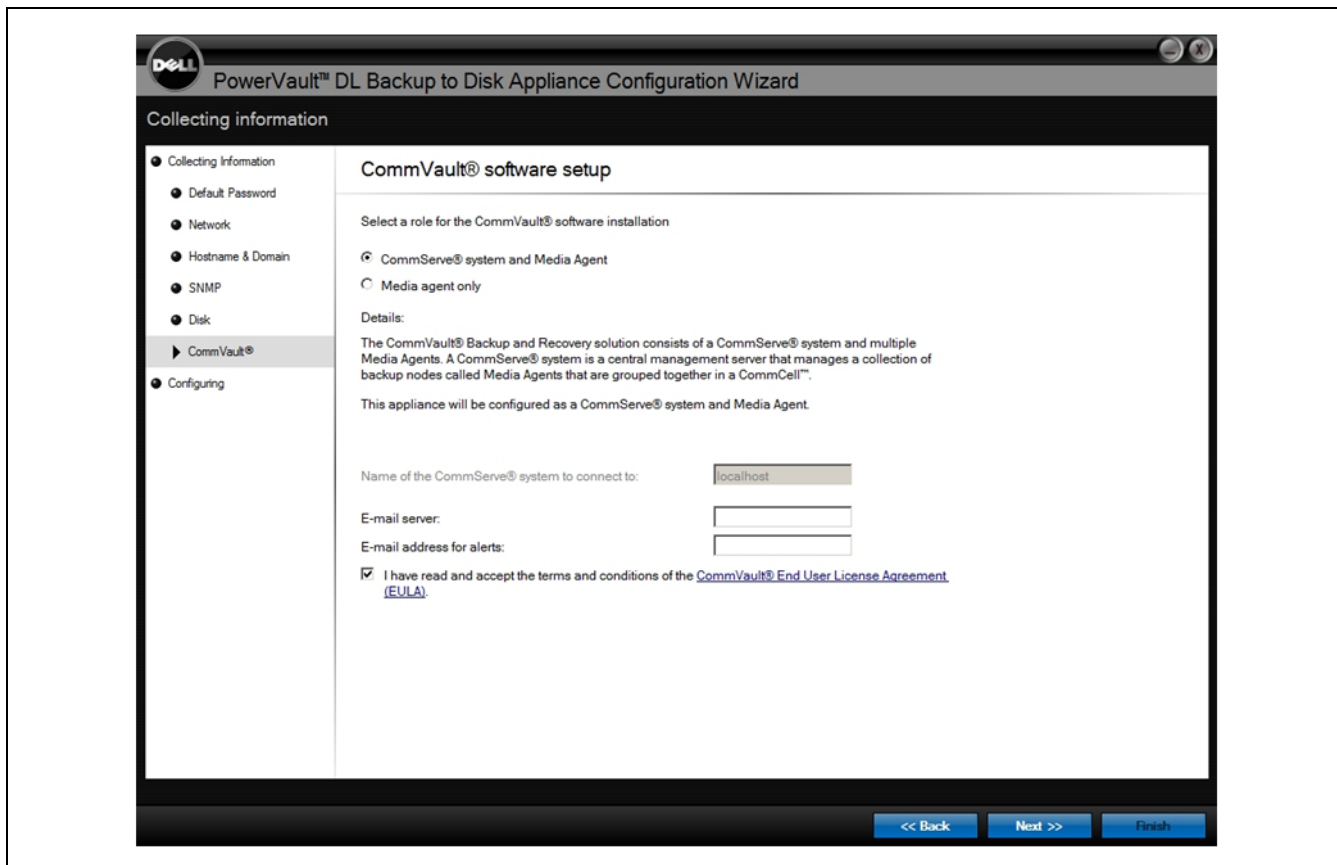 DELL
PowerVault™ DL Backup to Disk Appliance Configuration Wizard
Collecting information
Collecting Information
Default Password
Network
Hostname & Domain
SNMP
Disk
CommVault®
Configuring
CommVault® software setup
Select a role for the CommVault® software installation
CommServe® system and Media Agent
Media agent only
Details:
The CommVault® Backup and Recovery solution consists of a CommServe® system and multiple
Media Agents. A CommServe® system is a central management server that manages a collection of
backup nodes called Media Agents that are grouped together in a CommCell™.
This appliance will be configured as a CommServe® system and Media Agent.
Name of the CommServe® system to connect to: localhost
E-mail server:
E-mail address for alerts:
I have read and accept the terms and conditions of the CommVault® End User License Agreement
(EULA).
<< Back Next >> Finish